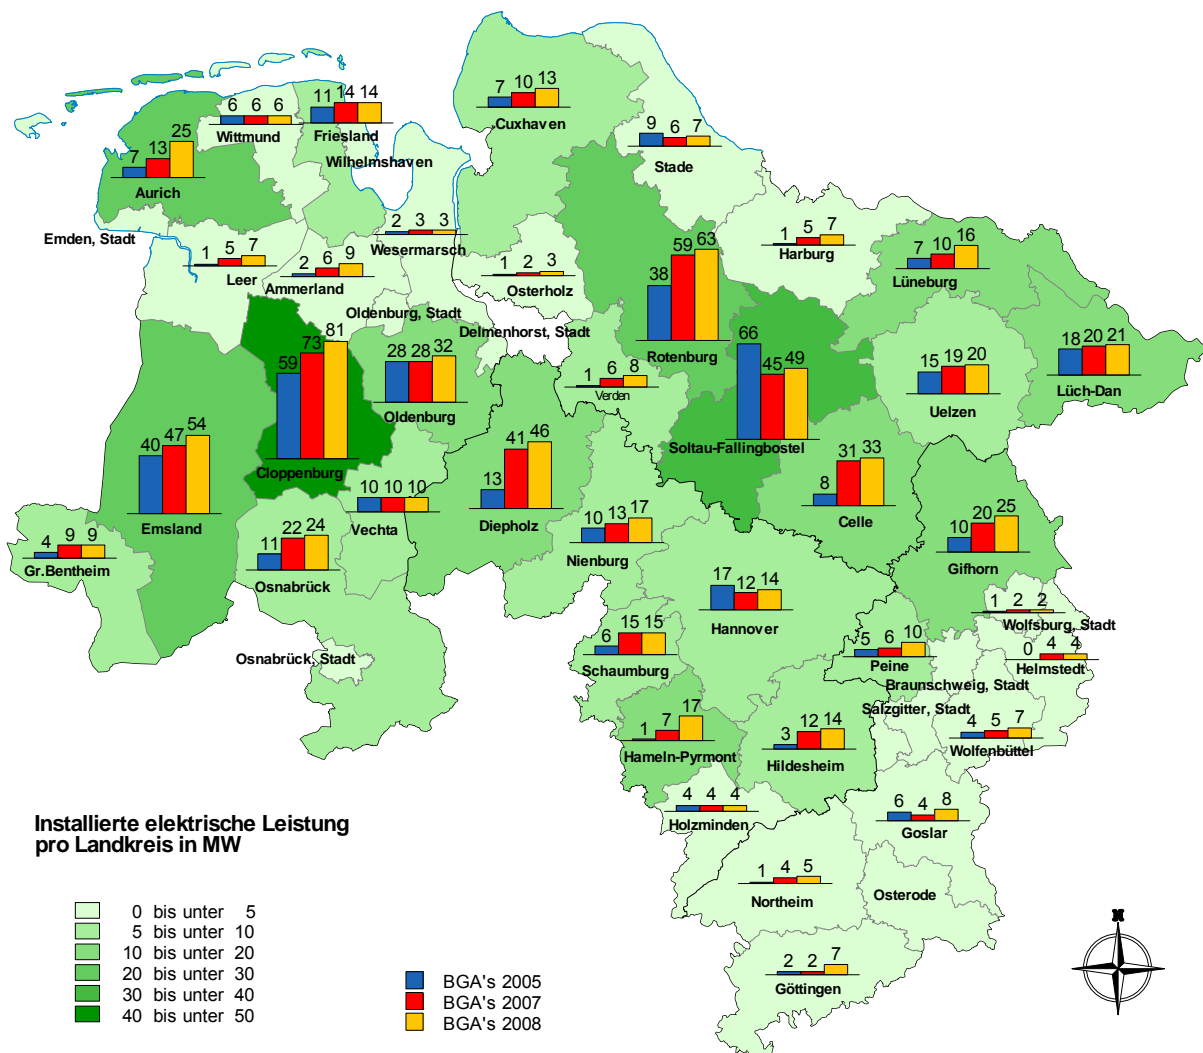 7 10 13
Cuxhaven
11 14 14
Friesland
6 6 6
Wittmund
9 6 7
Stade
7 13 25
Aurich
Wilhelmshaven
Emden, Stadt
2 3 3
Wesermarsch
1 5 7
Harburg
1 5 7
Leer
2 6 9
Ammerland
1 2 3
Osterholz
38 59 63
Rotenburg
7 10 16
Lüneburg
Oldenburg, Stadt
Delmenhorst, Stadt
59 73 81
Cloppenburg
28 28 32
Oldenburg
1 6 8
Verden
66 45 49
Soltau-Fallingbostel
15 19 20
Uelzen
18 20 21
Lüch-Dan
40 47 54
Emsland
10 10 10
Vechta
13 41 46
Diepholz
8 31 33
Celle
4 9 9
Gr.Bentheim
11 22 24
Osnabrück
10 13 17
Nienburg
10 20 25
Gifhorn
17 12 14
Hannover
1 2 2
Wolfsburg, Stadt
6 15 15
Schaumburg
5 6 10
Peine
0 4 4
Helmstedt
Osnabrück, Stadt
Braunschweig, Stadt
Salzgitter, Stadt
1 7 17
Hameln-Pyrmont
3 12 14
Hildesheim
4 5 7
Wolfenbüttel
4 4 4
Holzminden
6 4 8
Goslar
1 4 5
Northeim
Osterode
2 2 7
Göttingen
Installierte elektrische Leistung
pro Landkreis in MW
0 bis unter 5
5 bis unter 10
10 bis unter 20
20 bis unter 30
30 bis unter 40
40 bis unter 50
BGA's 2005
BGA's 2007
BGA's 2008
N